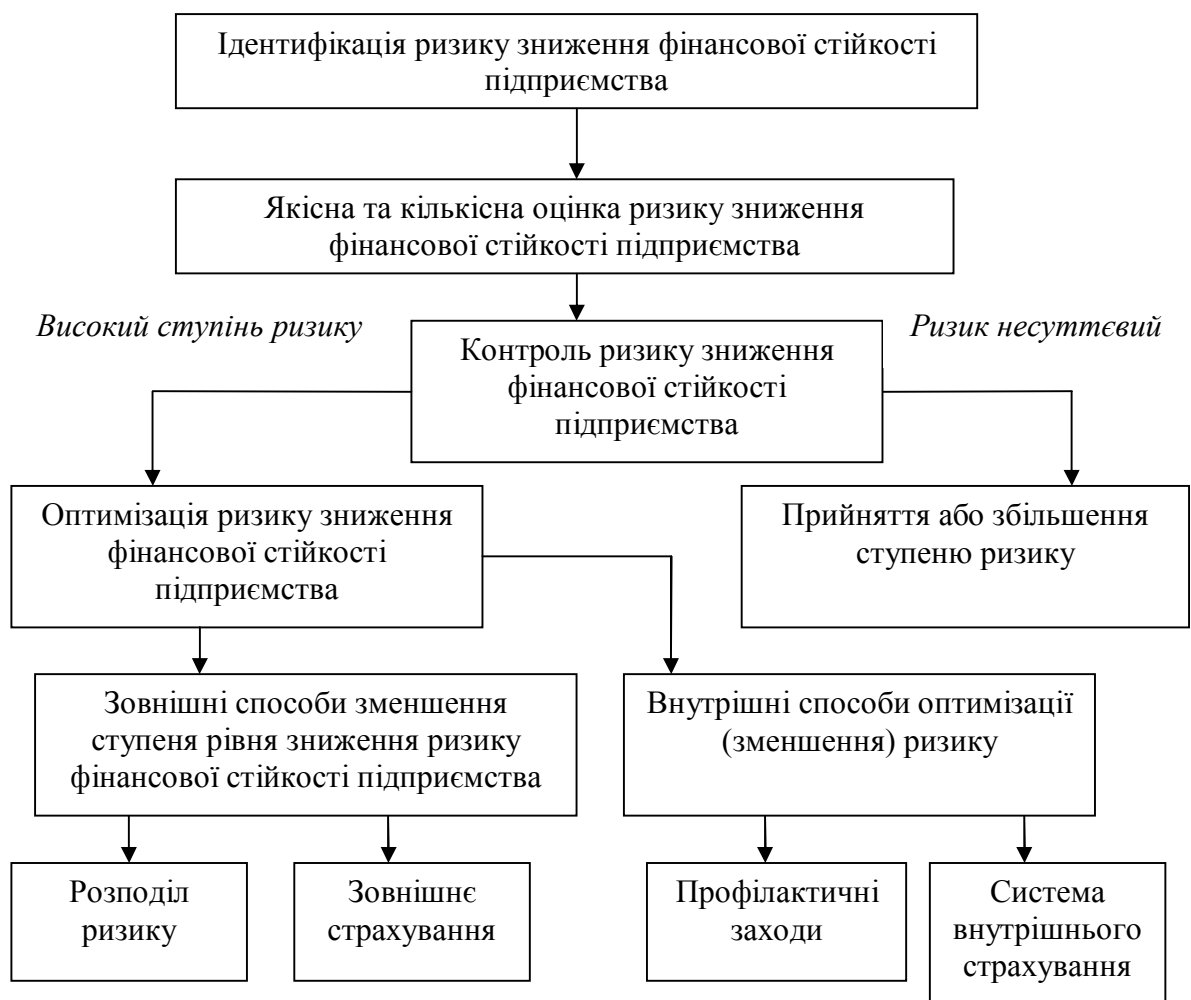 Ідентифікація ризику зниження фінансової стійкості
підприємства
Якісна та кількісна оцінка ризику зниження
фінансової стійкості підприємства
Високий ступінь ризику
Ризик несуттєвий
Контроль ризику зниження
фінансової стійкості
підприємства
Оптимізація ризику зниження
фінансової стійкості
підприємства
Прийняття або збільшення
ступеню ризику
Зовнішні способи зменшення
ступеня рівня зниження ризику
фінансової стійкості підприємства
Внутрішні способи оптимізації
(зменшення) ризику
Розподіл
ризику
Зовнішнє
страхування
Профілактичні
заходи
Система
внутрішнього
страхування